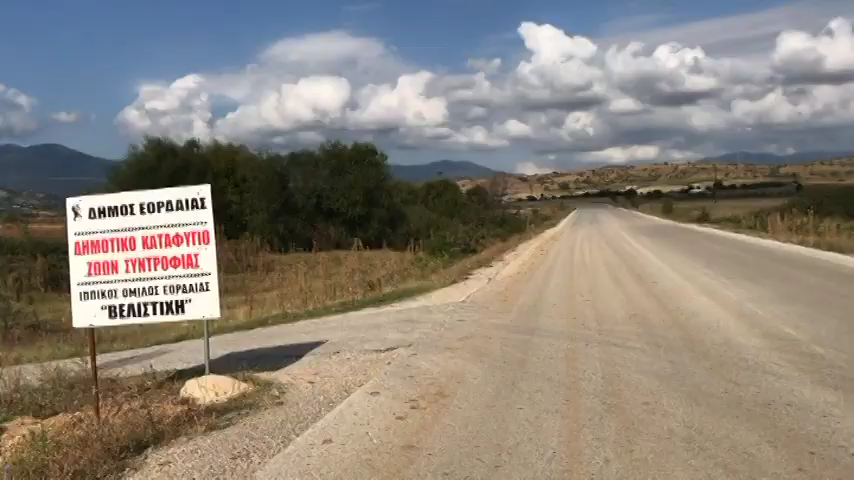 ΔΗΜΟΣ ΕΟΡΔΑΙΑΣ
ΔΗΜΟΤΙΚΟ ΚΑΤΑΦΥΓΙΟ
ΖΩΩΝ ΣΥΝΤΡΟΦΙΑΣ
ΙΠΠΙΚΟΣ ΟΜΙΛΟΣ ΕΟΡΔΑΙΑΣ
"ΒΕΛΙΣΤΙΧΗ"